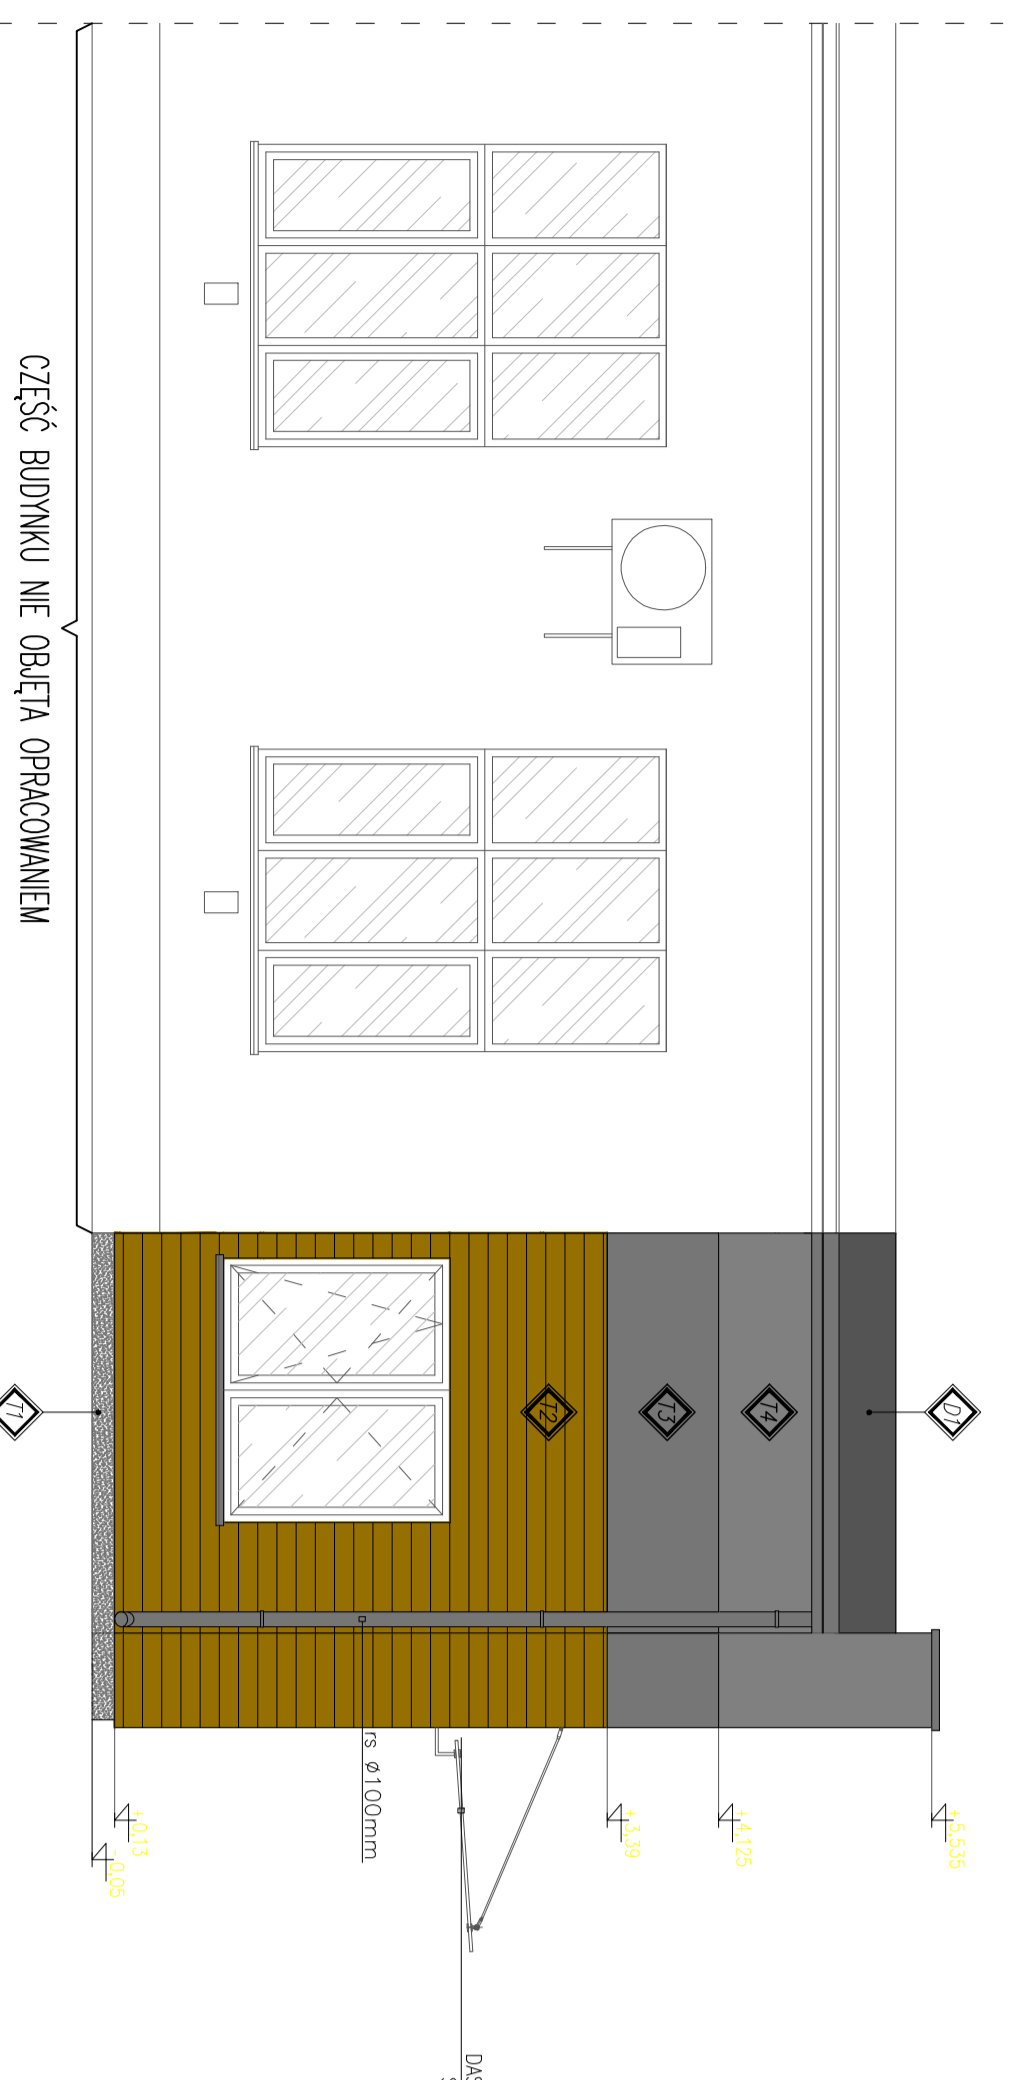 CZĘŚĆ BUDYNKU NIE OBJĘTA OPRACOWANIEM
D1
T4
T3
T2
T1
+5,535
+4,125
+3,39
+0,13
-0,05
rs ø100mm